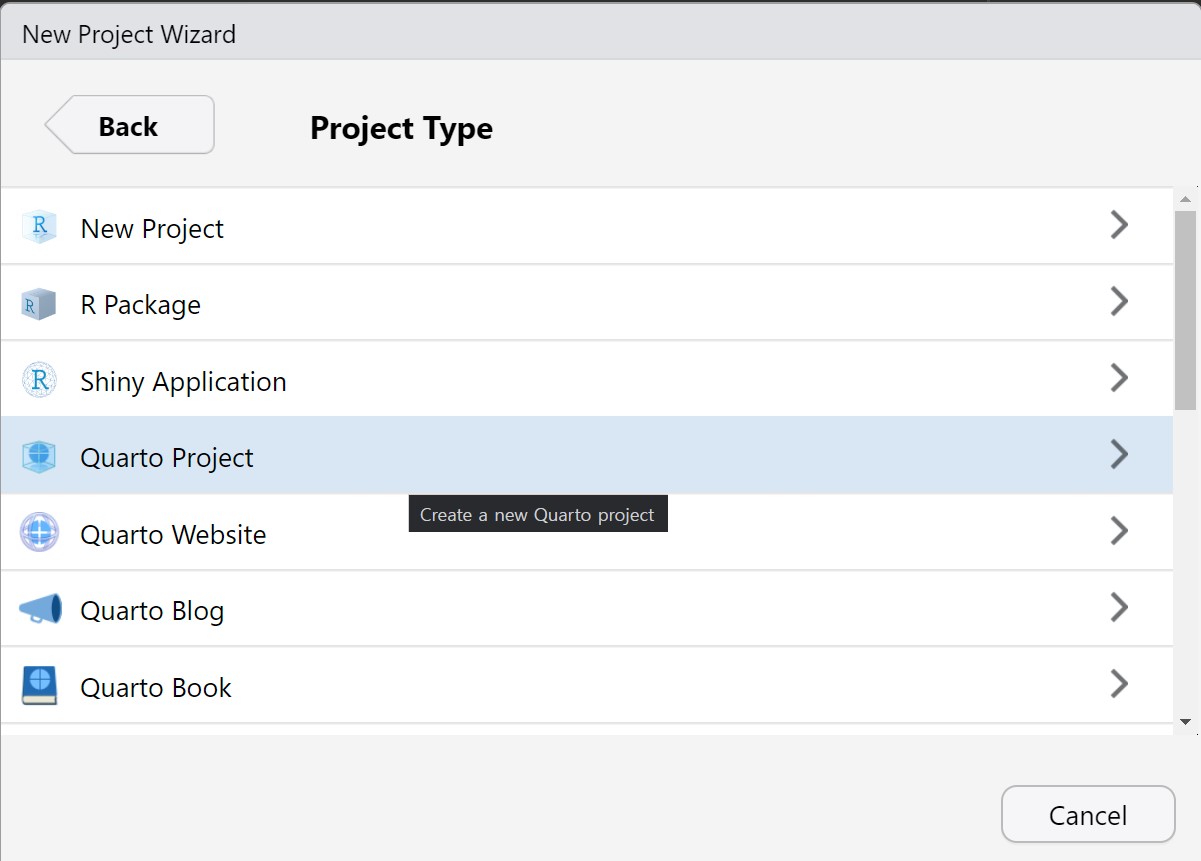 New Project Wizard
Back
Project Type
R New Project
R R Package
R Shiny Application
Quarto Project
Create a new Quarto project
Quarto Website
Quarto Blog
Quarto Book
Cancel